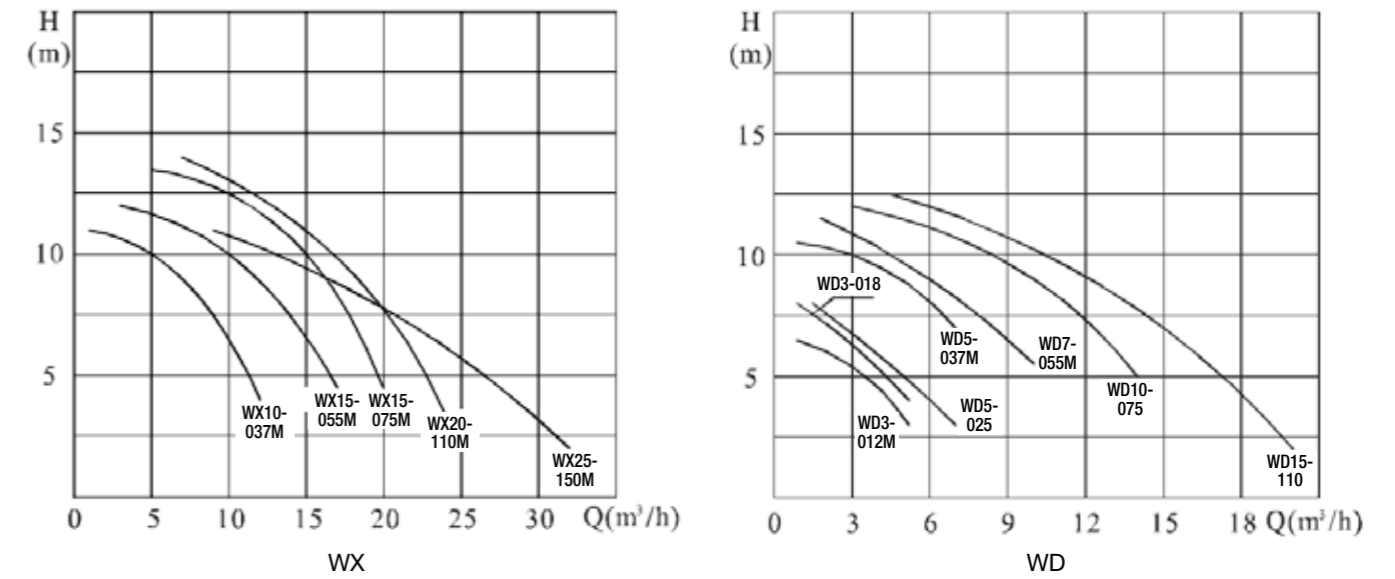 H
(m)
15
10
5
WX10-
037M
WX15-
055M
WX15-
075M
WX20-
110M
WX25-
150M
0 5 10 15 20 25 30 Q(m³/h)
WX
H
(m)
15
10
5
WD3-018
WD5-
037M
WD7-
055M
WD10-
075
WD3-
012M
WD5-
025
WD15-
110
0 3 6 9 12 15 18 Q(m³/h)
WD